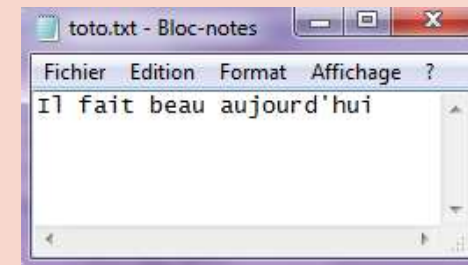 toto.txt - Bloc-notes
Fichier Edition Format Affichage ?
Il fait beau aujourd'hui